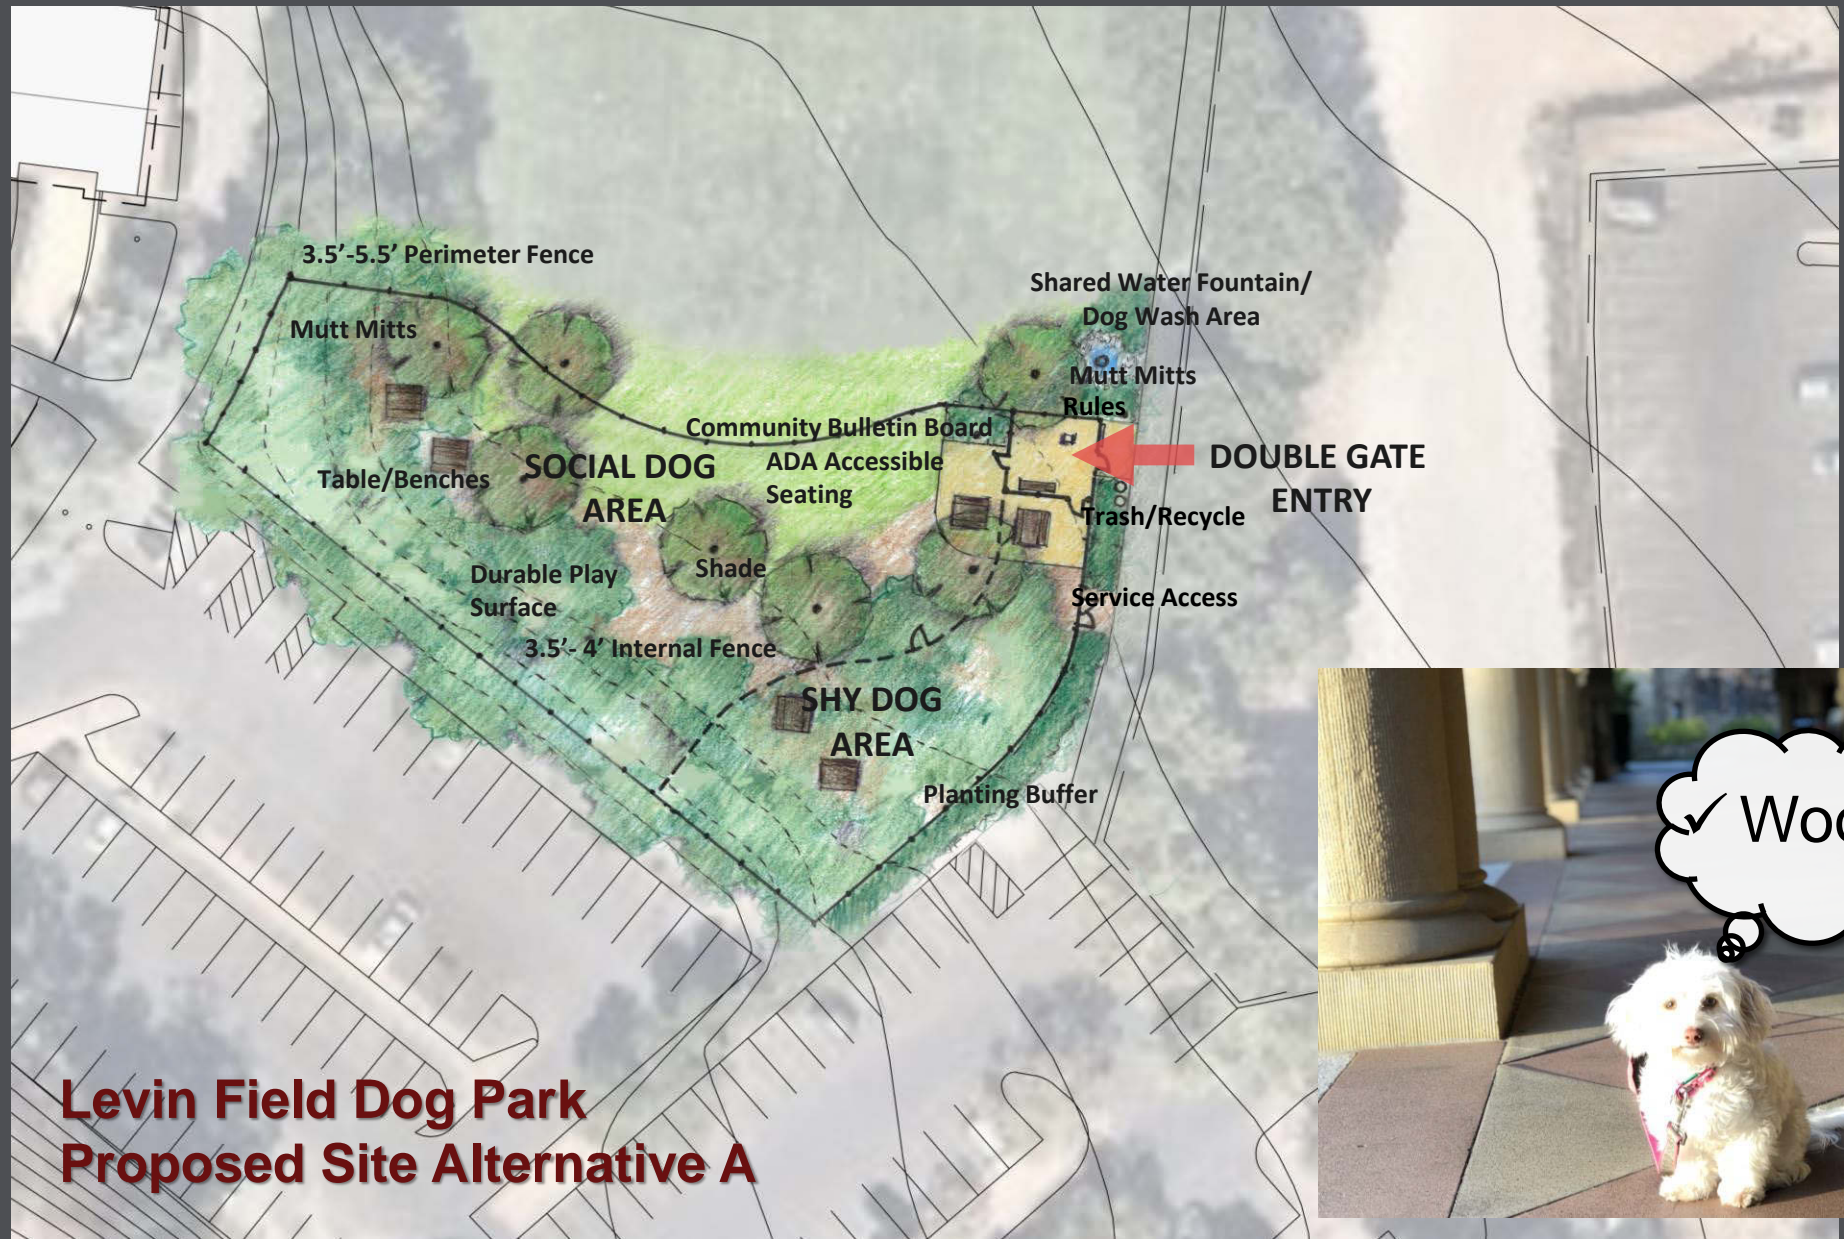 3.5’-5.5’ Perimeter Fence
Shared Water Fountain/
Dog Wash Area
Mutt Mitts
Mutt Mitts
Rules
Community Bulletin Board
ADA Accessible
Seating
DOUBLE GATE
ENTRY
SOCIAL DOG
AREA
Table/Benches
Trash/Recycle
Durable Play
Surface
Shade
Service Access
3.5’- 4’ Internal Fence
SHY DOG
AREA
Planting Buffer
Levin Field Dog Park
Proposed Site Alternative A